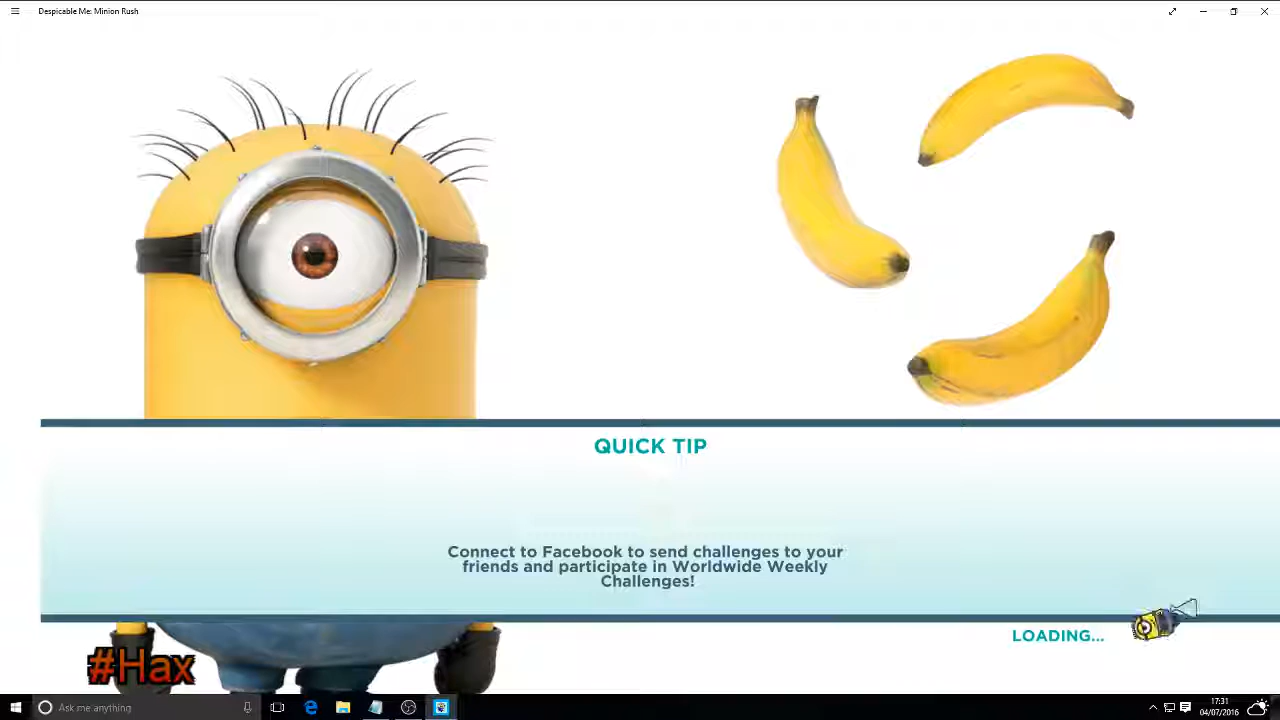 Despicable Me: Minion Rush
QUICK TIP
Connect to Facebook to send challenges to your
friends and participate in Worldwide Weekly
Challenges!
LOADING...
#Hax
Ask me anything
17:31
04/07/2016